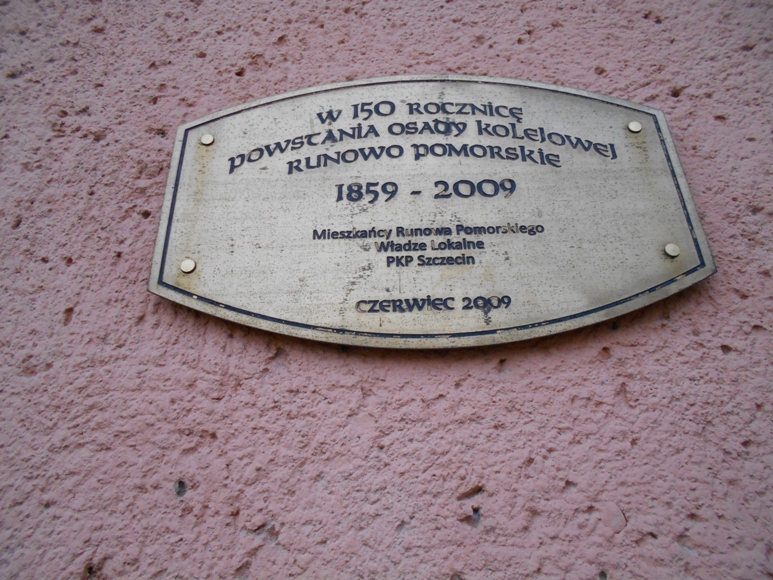 W 150 ROCZNICĘ
POWSTANIA OSADY KOLEJOWEJ
RUNOWO POMORSKIE
1859 - 2009
Mieszkańcy Runowa Pomorskiego
Władze Lokalne
PKP Szczecin
CZERWIEC 2009